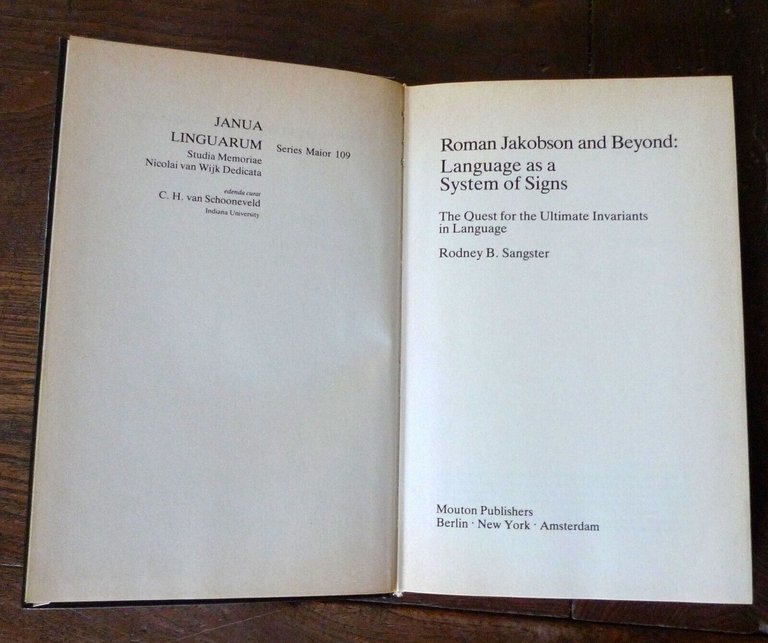 JANUA
LINGUARUM
Studia Memoriae
Nicolai van Wijk Dedicata
Series Maior 109
edenda curat
C. H. van Schooneveld
Indiana University
Roman Jakobson and Beyond:
Language as a
System of Signs
The Quest for the Ultimate Invariants
in Language
Rodney B. Sangster
Mouton Publishers
Berlin · New York · Amsterdam